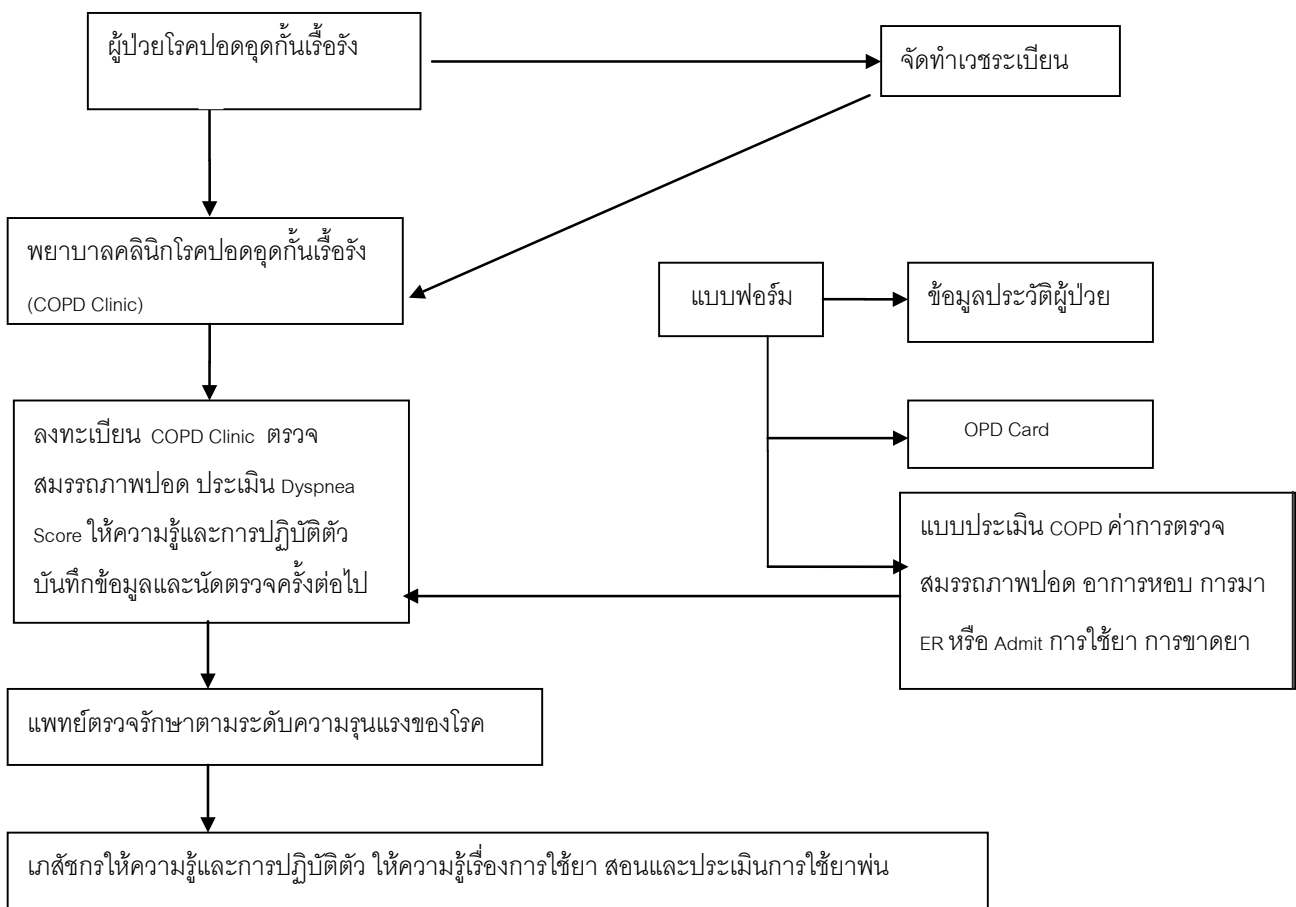 ผู้ป่วยโรคปอดอุดกั้นเรื้อรัง
จัดทำเวชระเบียน
พยาบาลคลินิกโรคปอดอุดกั้นเรื้อรัง
(COPD Clinic)
แบบฟอร์ม
ข้อมูลประวัติผู้ป่วย
OPD Card
ลงทะเบียน COPD Clinic ตรวจ
สมรรถภาพปอด ประเมิน Dyspnea
Score ให้ความรู้และการปฏิบัติตัว
บันทึกข้อมูลและนัดตรวจครั้งต่อไป
แบบประเมิน COPD ค่าการตรวจ
สมรรถภาพปอด อาการหอบ การมา
ER หรือ Admit การใช้ยา การขาดยา
แพทย์ตรวจรักษาตามระดับความรุนแรงของโรค
เภสัชกรให้ความรู้และการปฏิบัติตัว ให้ความรู้เรื่องการใช้ยา สอนและประเมินการใช้ยาพ่น